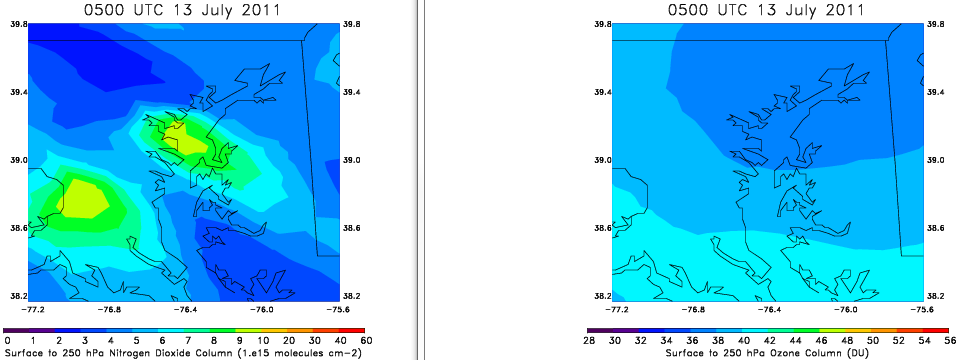 0500 UTC 13 July 2011
39.8
39.4
39.0
38.6
38.2
39.8
39.4
39.0
38.6
38.2
−77.2 −76.8 −76.4 −76.0 −75.6
0 1 2 3 4 5 6 7 8 9 10 20 30 40 60
Surface to 250 hPa Nitrogen Dioxide Column (1.e15 molecules cm−2)
0500 UTC 13 July 2011
39.8
39.4
39.0
38.6
38.2
39.8
39.4
39.0
38.6
38.2
−77.2 −76.8 −76.4 −76.0 −75.6
28 30 32 34 36 38 40 42 44 46 48 50 52 54 56
Surface to 250 hPa Ozone Column (DU)